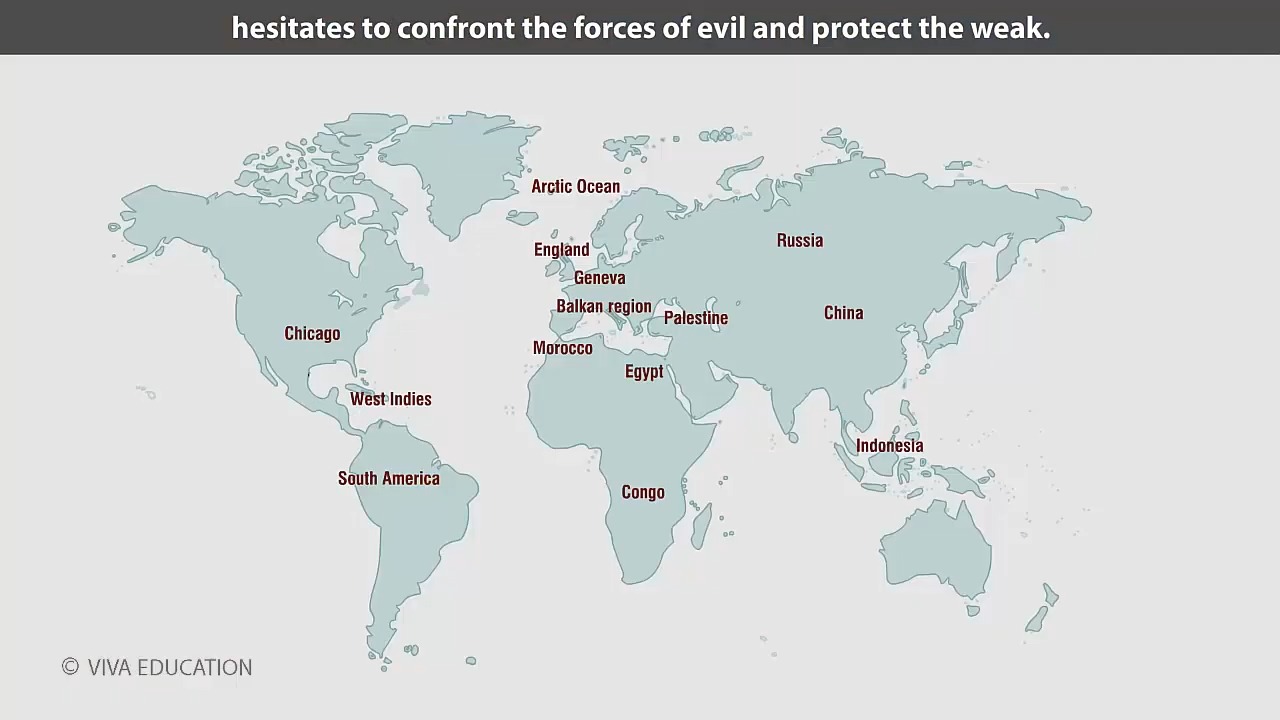 hesitates to confront the forces of evil and protect the weak.
Arctic Ocean
Russia
England
Geneva
Balkan region
Palestine
China
Chicago
Morocco
Egypt
West Indies
Indonesia
South America
Congo
© VIVA EDUCATION